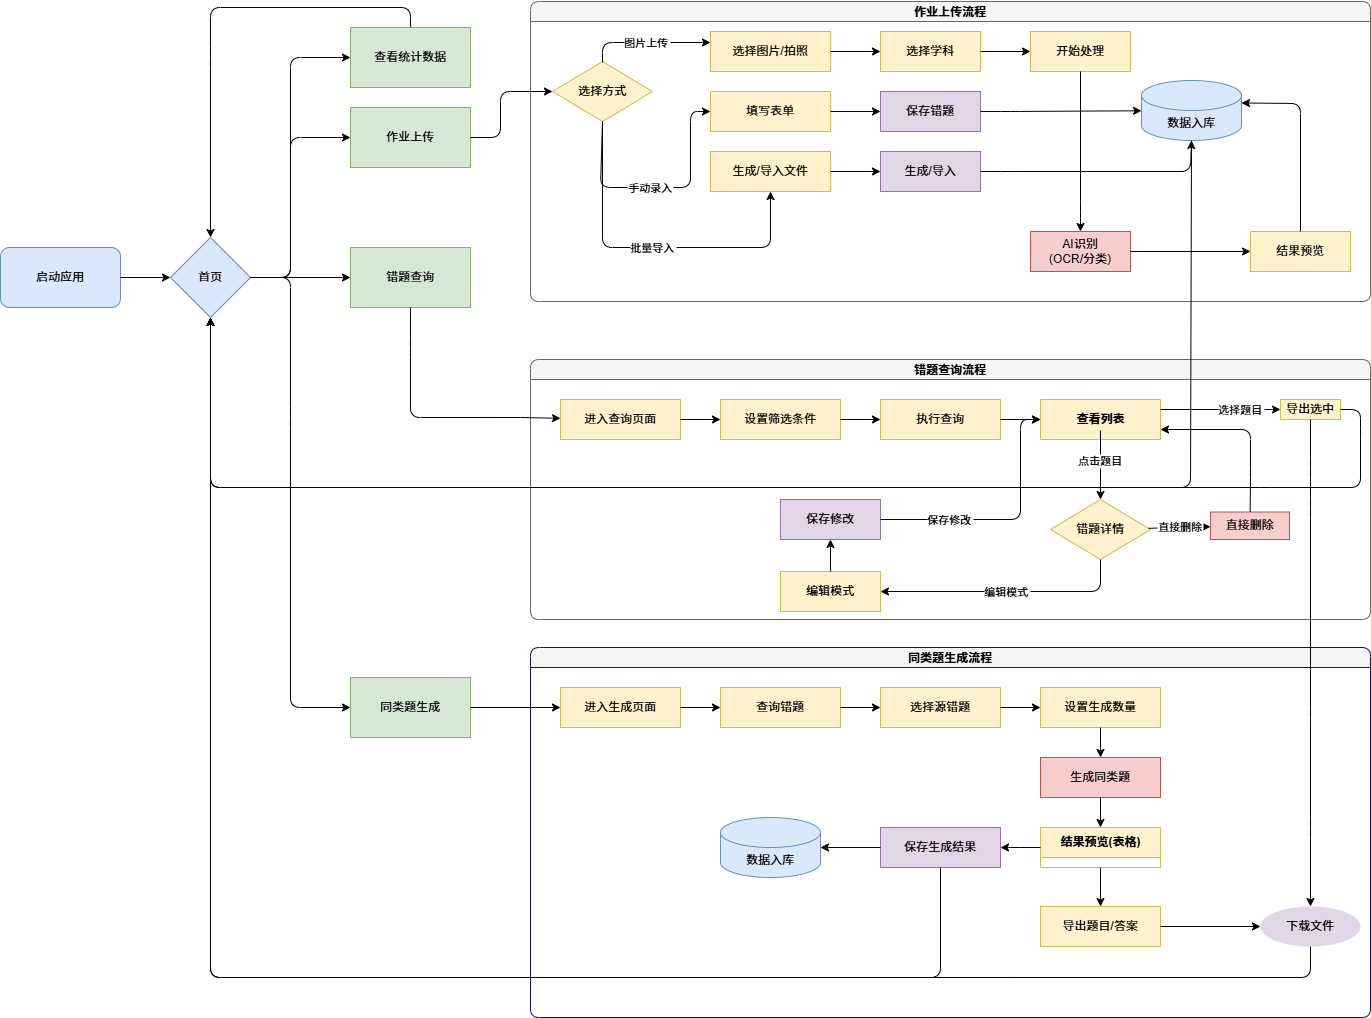 作业上传流程
查看统计数据
图片上传
选择图片/拍照
选择学科
开始处理
选择方式
作业上传
填写表单
保存错题
数据入库
生成/导入文件
生成/导入
手动录入
批量导入
AI识别
(OCR/分类)
结果预览
启动应用
首页
错题查询
错题查询流程
进入查询页面
设置筛选条件
执行查询
查看列表
选择题目
导出选中
点击题目
保存修改
保存修改
错题详情
直接删除
直接删除
编辑模式
编辑模式
同类题生成流程
同类题生成
进入生成页面
查询错题
选择源错题
设置生成数量
生成同类题
数据入库
保存生成结果
结果预览(表格)
导出题目/答案
下载文件